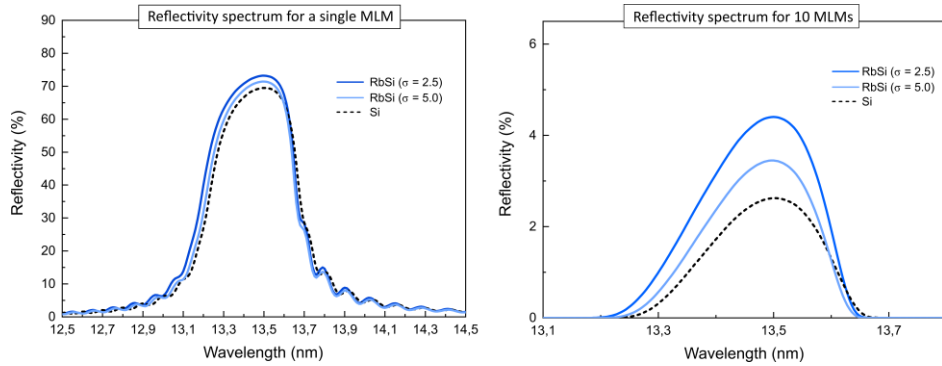 Reflectivity spectrum for a single MLM
90
80
70
60
50
40
30
20
10
0
Reflectivity (%)
RbSi (σ = 2.5)
RbSi (σ = 5.0)
Si
12,5 12,7 12,9 13,1 13,3 13,5 13,7 13,9 14,1 14,3 14,5
Wavelength (nm)
Reflectivity spectrum for 10 MLMs
6
4
2
0
Reflectivity (%)
RbSi (σ = 2.5)
RbSi (σ = 5.0)
Si
13,1 13,3 13,5 13,7
Wavelength (nm)